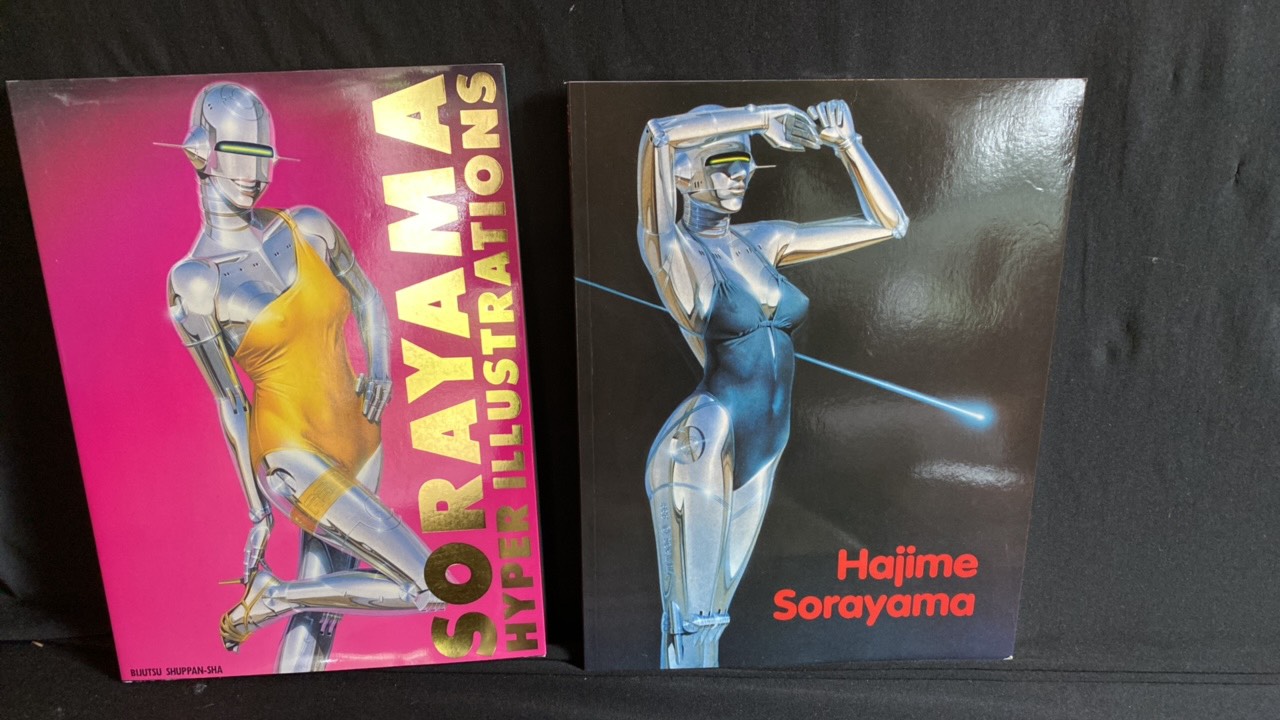 SORAYAMA
HYPER ILLUSTRATIONS
BIJUTSU SHUPPAN-SHA
Hajime
Sorayama